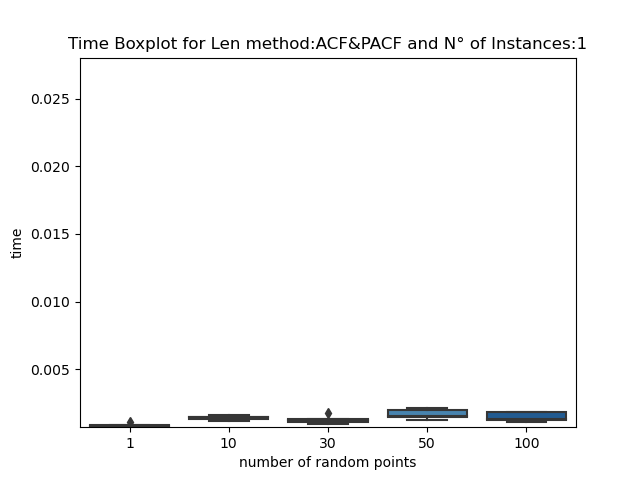 Time Boxplot for Len method:ACF&PACF and N° of Instances:1
0.025
0.020
0.015
0.010
0.005
time
1 10 30 50 100
number of random points